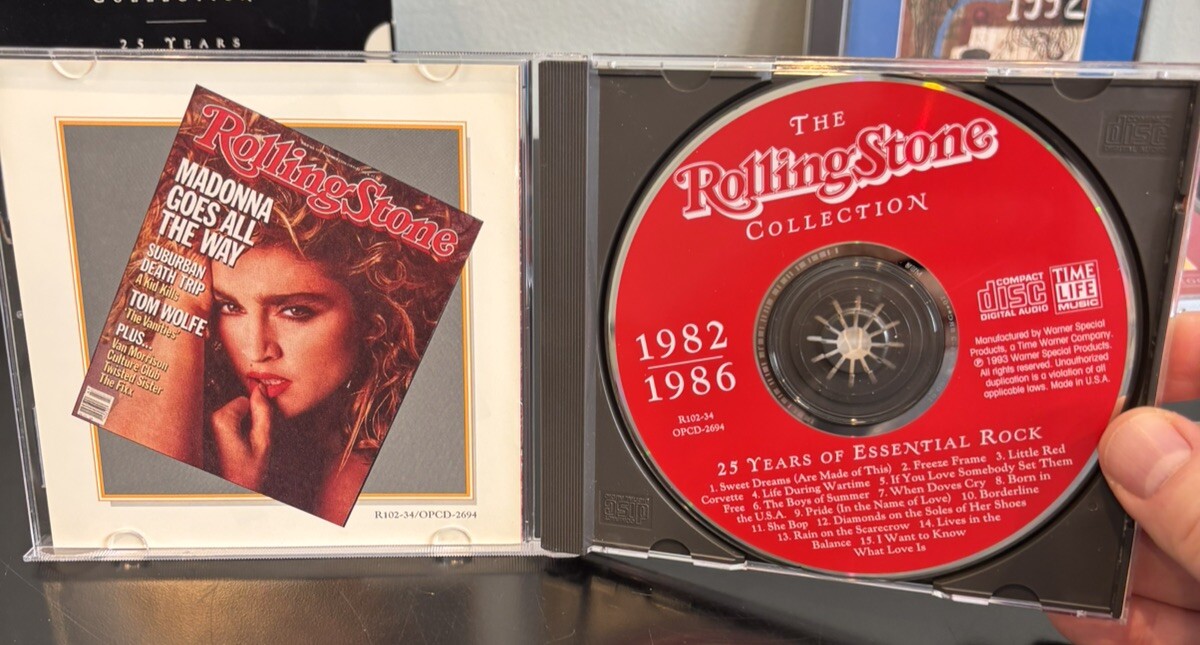 COLLECTION
25 YEARS
1992
RollingStone
MADONNA
GOES ALL
THE WAY
SUBURBAN
DEATH TRIP
A Kid Kills
TOM WOLFE
'The Vanities'
PLUS...
Van Morrison
Culture Club
Twisted Sister
The Fixx
R102-34/OPCD-2694
THE
RollingStone
COLLECTION
COMPACT
disc
DIGITAL AUDIO
TIME
LIFE
MUSIC
1982
1986
R102-34
OPCD-2694
Manufactured by Warner Special
Products, a Time Warner Company.
℗ 1993 Warner Special Products.
All rights reserved. Unauthorized
duplication is a violation of all
applicable laws. Made in U.S.A.
25 YEARS OF ESSENTIAL ROCK
1. Sweet Dreams (Are Made of This) 2. Freeze Frame 3. Little Red
Corvette 4. Life During Wartime 5. If You Love Somebody Set Them
Free 6. The Boys of Summer 7. When Doves Cry 8. Born in
the U.S.A. 9. Pride (In the Name of Love) 10. Borderline
11. She Bop 12. Diamonds on the Soles of Her Shoes
13. Rain on the Scarecrow 14. Lives in the
Balance 15. I Want to Know
What Love Is
COMPACT
disc
DIGITAL AUDIO